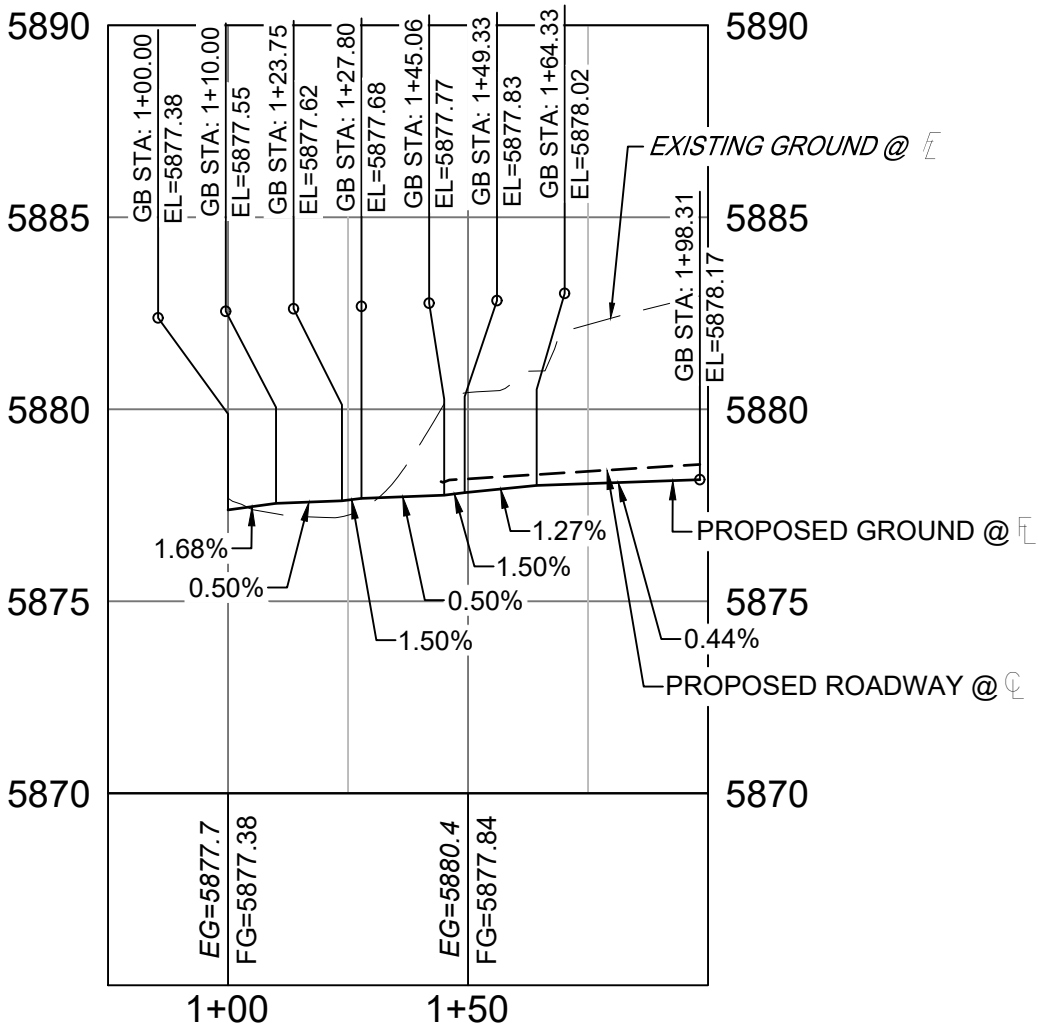 5890
5890
GB STA: 1+00.00
EL=5877.38
GB STA: 1+10.00
EL=5877.55
GB STA: 1+23.75
EL=5877.62
GB STA: 1+27.80
EL=5877.68
GB STA: 1+45.06
EL=5877.77
GB STA: 1+49.33
EL=5877.83
GB STA: 1+64.33
EL=5878.02
EXISTING GROUND @ FL
5885
5885
GB STA: 1+98.31
EL=5878.17
5880
5880
1.68%
0.50%
1.50%
0.50%
1.50%
1.27%
PROPOSED GROUND @ FL
0.44%
5875
5875
PROPOSED ROADWAY @ CL
5870
5870
EG=5877.7
FG=5877.38
EG=5880.4
FG=5877.84
1+00
1+50